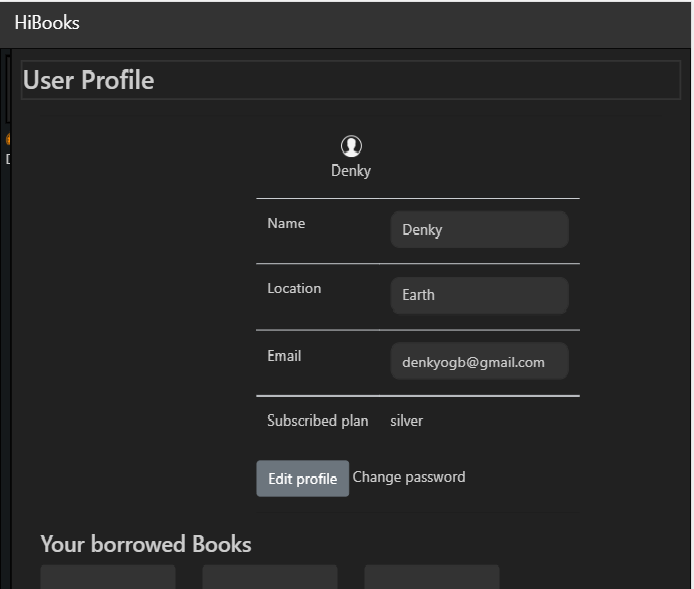 HiBooks
User Profile
D
Denky
Name Denky
Location Earth
Email denkyogb@gmail.com
Subscribed plan silver
Edit profile Change password
Your borrowed Books